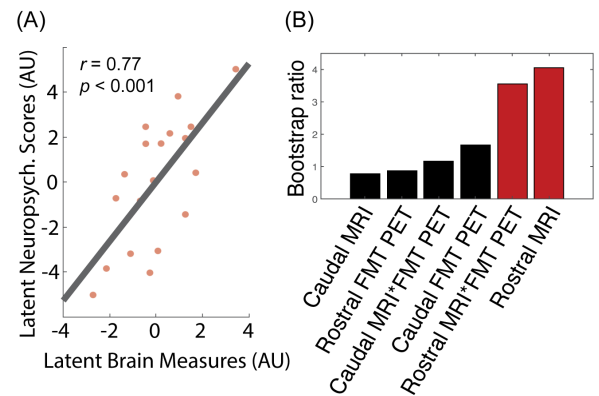 (A)
r = 0.77
p < 0.001
Latent Neuropsych. Scores (AU)
4
2
0
-2
-4
-4 -2 0 2 4
Latent Brain Measures (AU)
(B)
Bootstrap ratio
4
3
2
1
0
Caudal MRI
Rostral FMT PET
Caudal MRI*FMT PET
Caudal FMT PET
Rostral MRI*FMT PET
Rostral MRI